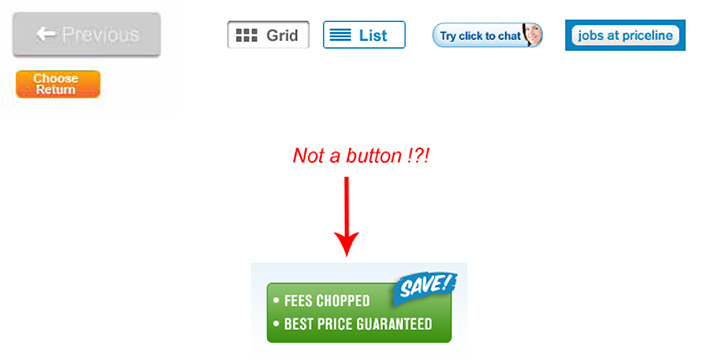 Previous
Grid
List
Try click to chat
jobs at priceline
Choose
Return
Not a button !?!
SAVE!
• FEES CHOPPED
• BEST PRICE GUARANTEED